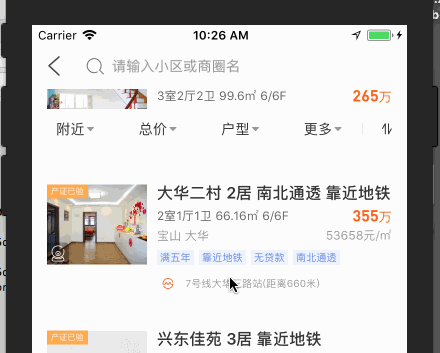 Carrier 10:26 AM
请输入小区或商圈名
3室2厅2卫 99.6㎡ 6/6F 265万
附近 总价 户型 更多
产证已验
大华二村 2居 南北通透 靠近地铁
2室1厅1卫 66.16㎡ 6/6F 355万
宝山 大华 53658元/㎡
满五年 靠近地铁 无贷款 南北通透
7号线大华三路站(距离660米)
产证已验
兴东佳苑 3居 靠近地铁